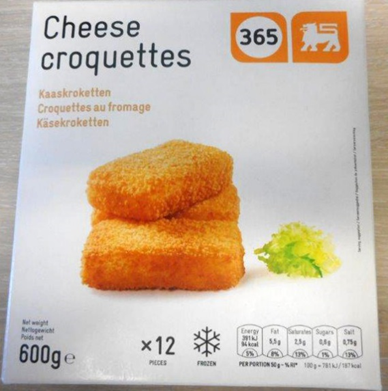 Cheese
croquettes
365
Kaaskroketten
Croquettes au fromage
Käsekroketten
Net weight
Nettogewicht
Poids net
600g e
×12
PIECES
FROZEN
Energy Fat Saturates Sugars Salt
391 kJ
94 kcal 5,5g 2,5g 0,6g 0,75g
5% 8% 13% 1% 13%
PER PORTION 50 g - % RI* 100 g = 781 kJ / 187 kcal